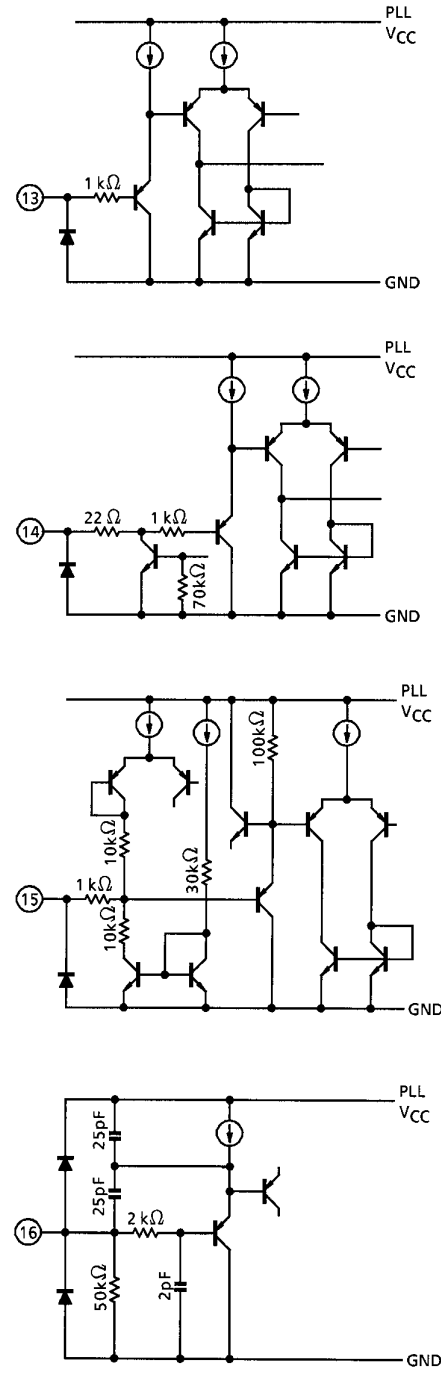 PLL
VCC
13
1 kΩ
GND
PLL
VCC
14
22 Ω
1 kΩ
70kΩ
GND
PLL
VCC
100kΩ
10kΩ
30kΩ
15
1 kΩ
10kΩ
GND
PLL
VCC
25pF
25pF
16
2 kΩ
50kΩ
2pF
GND